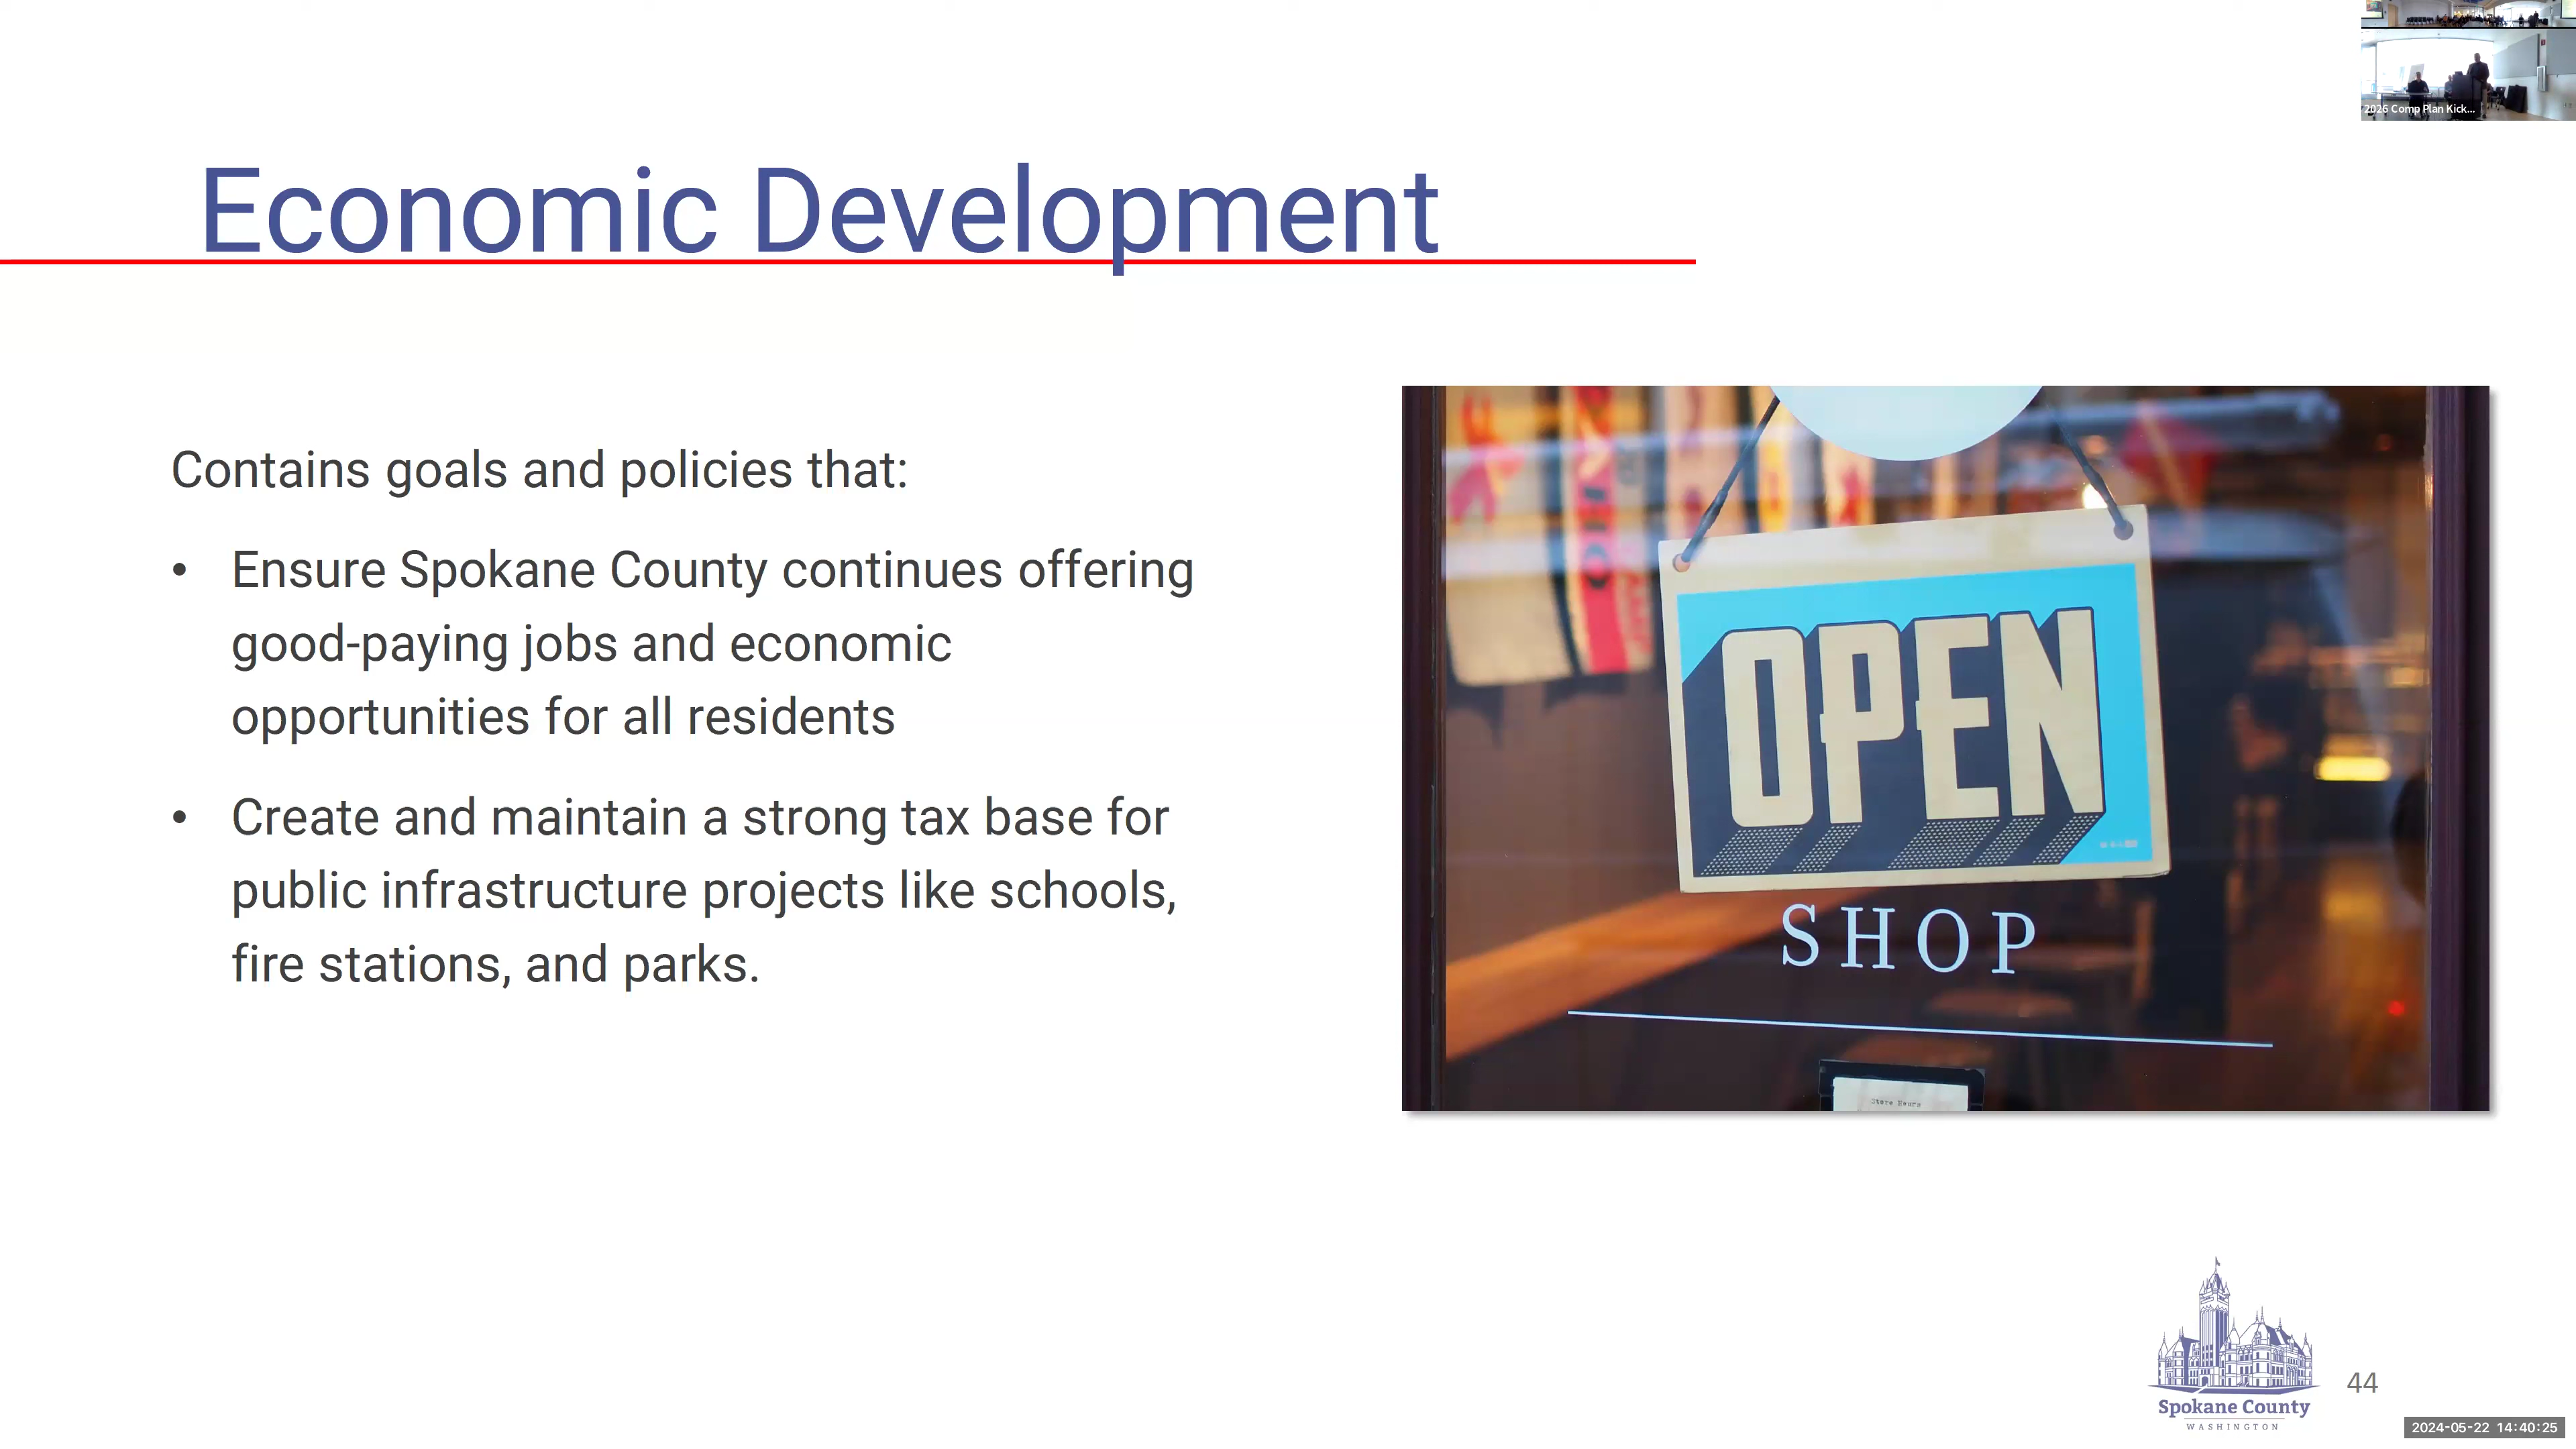 2026 Comp Plan Kick...
Economic Development
Contains goals and policies that:
• Ensure Spokane County continues offering
good-paying jobs and economic
opportunities for all residents
• Create and maintain a strong tax base for
public infrastructure projects like schools,
fire stations, and parks.
OPEN
SHOP
Store Hours
Spokane County
WASHINGTON
44
2024-05-22 14:40:25